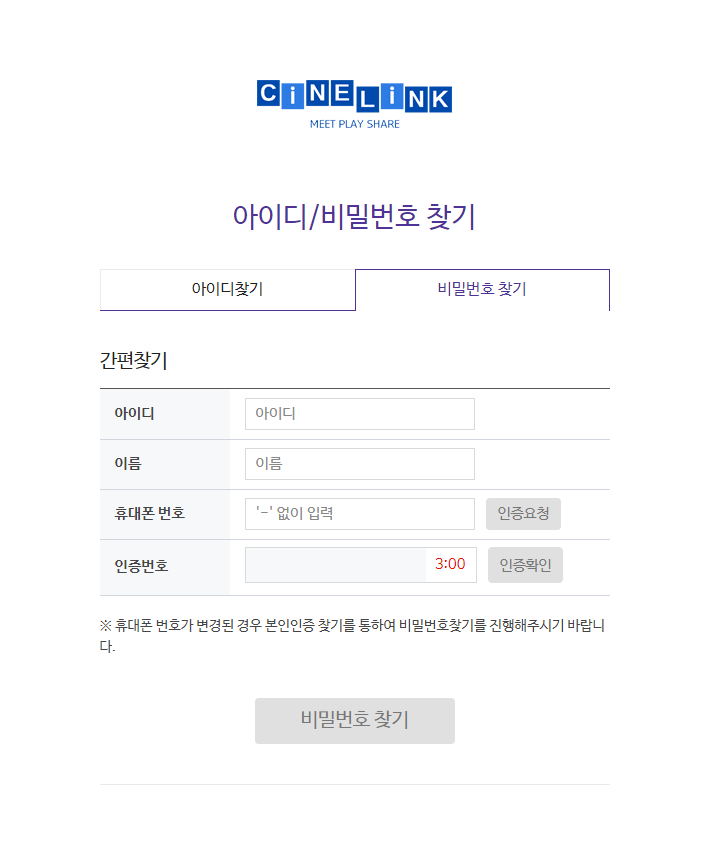 CiNELiNK
MEET PLAY SHARE
아이디/비밀번호 찾기
아이디찾기 비밀번호 찾기
간편찾기
아이디 아이디
이름 이름
휴대폰 번호 '-' 없이 입력 인증요청
인증번호 3:00 인증확인
※ 휴대폰 번호가 변경된 경우 본인인증 찾기를 통하여 비밀번호찾기를 진행해주시기 바랍니
다.
비밀번호 찾기